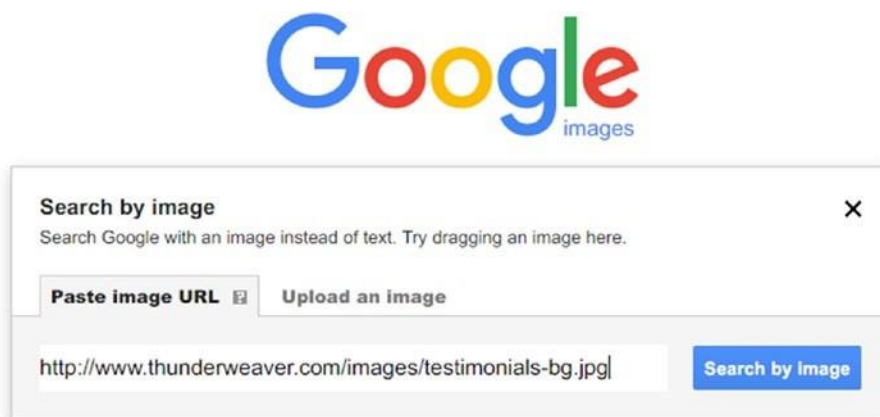 Google
images
Search by image
Search Google with an image instead of text. Try dragging an image here.
Paste image URL
Upload an image
http://www.thunderweaver.com/images/testimonials-bg.jpg
Search by Image